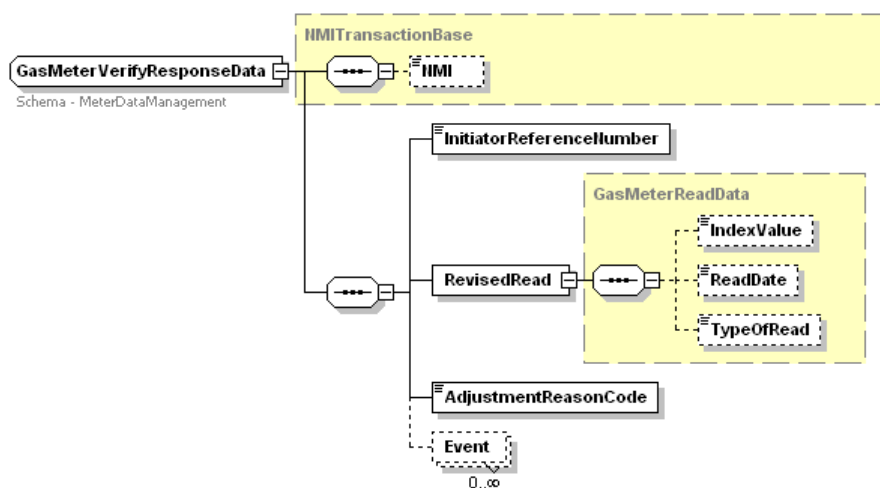 NMITransactionBase
GasMeterVerifyResponseData
NMI
Schema - MeterDataManagement
InitiatorReferenceNumber
GasMeterReadData
IndexValue
RevisedRead
ReadDate
TypeOfRead
AdjustmentReasonCode
Event
0..∞